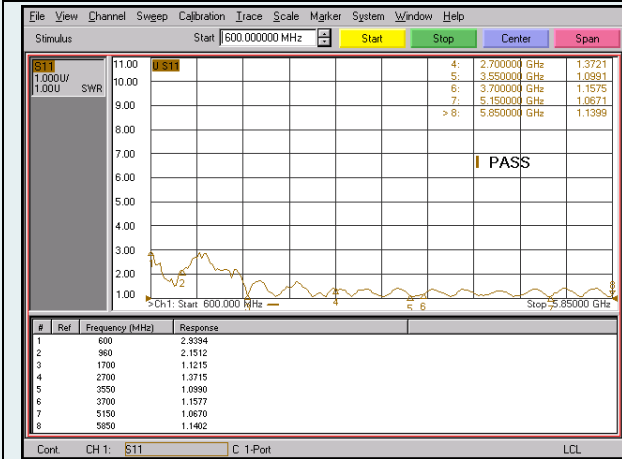 File View Channel Sweep Calibration Trace Scale Marker System Window Help
Stimulus Start 600.000000 MHz Start Stop Center Span
S11
1.000U/
1.00U SWR
11.00
10.00
9.00
8.00
7.00
6.00
5.00
4.00
3.00
2.00
1.00
U S11
4: 2.700000 GHz 1.3721
5: 3.550000 GHz 1.0991
6: 3.700000 GHz 1.1575
7: 5.150000 GHz 1.0671
> 8: 5.850000 GHz 1.1399
PASS
2
4
5 6
7
8
>Ch1: Start 600.000 MHz
Stop 5.85000 GHz
# Ref Frequency (MHz) Response
1 600 2.9394
2 960 2.1512
3 1700 1.1215
4 2700 1.3715
5 3550 1.0990
6 3700 1.1577
7 5150 1.0670
8 5850 1.1402
Cont. CH 1: S11 C 1-Port LCL